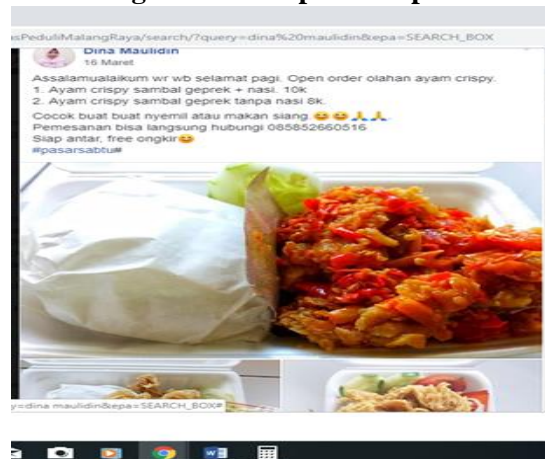 asPeduliMalangRaya/search/?query=dina%20maulidin&epa=SEARCH_BOX
Dina Maulidin
16 Maret
Assalamualaikum wr wb selamat pagi. Open order olahan ayam crispy.
1. Ayam crispy sambal geprek + nasi. 10k
2. Ayam crispy sambal geprek tanpa nasi 8k.
Cocok buat buat nyemil atau makan siang 😄😄🙏🙏
Pemesanan bisa langsung hubungi 085852660516
Siap antar, free ongkir😄
#pasarsabtu#
y=dina maulidin&epa=SEARCH_BOX#